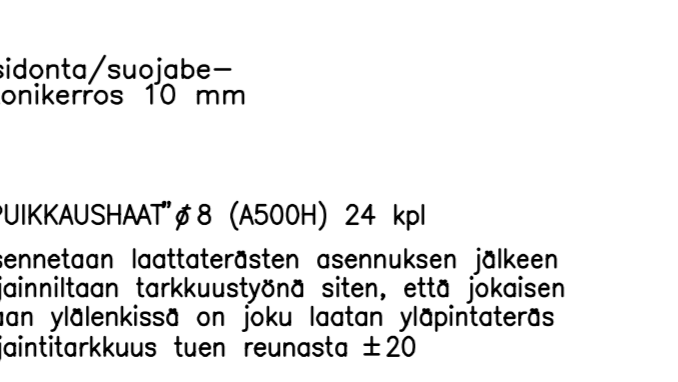 sidonta/suojabe-
onikerros 10 mm
PUIKKAUSHAAT" ϕ 8 (A500H) 24 kpl
sennetaan laattaterästen asennuksen jälkeen
jainniltaan tarkkuustyönä siten, että jokaisen
aan ylälenkissä on joku laatan yläpintateräs
jaintitarkkuus tuen reunasta ±20